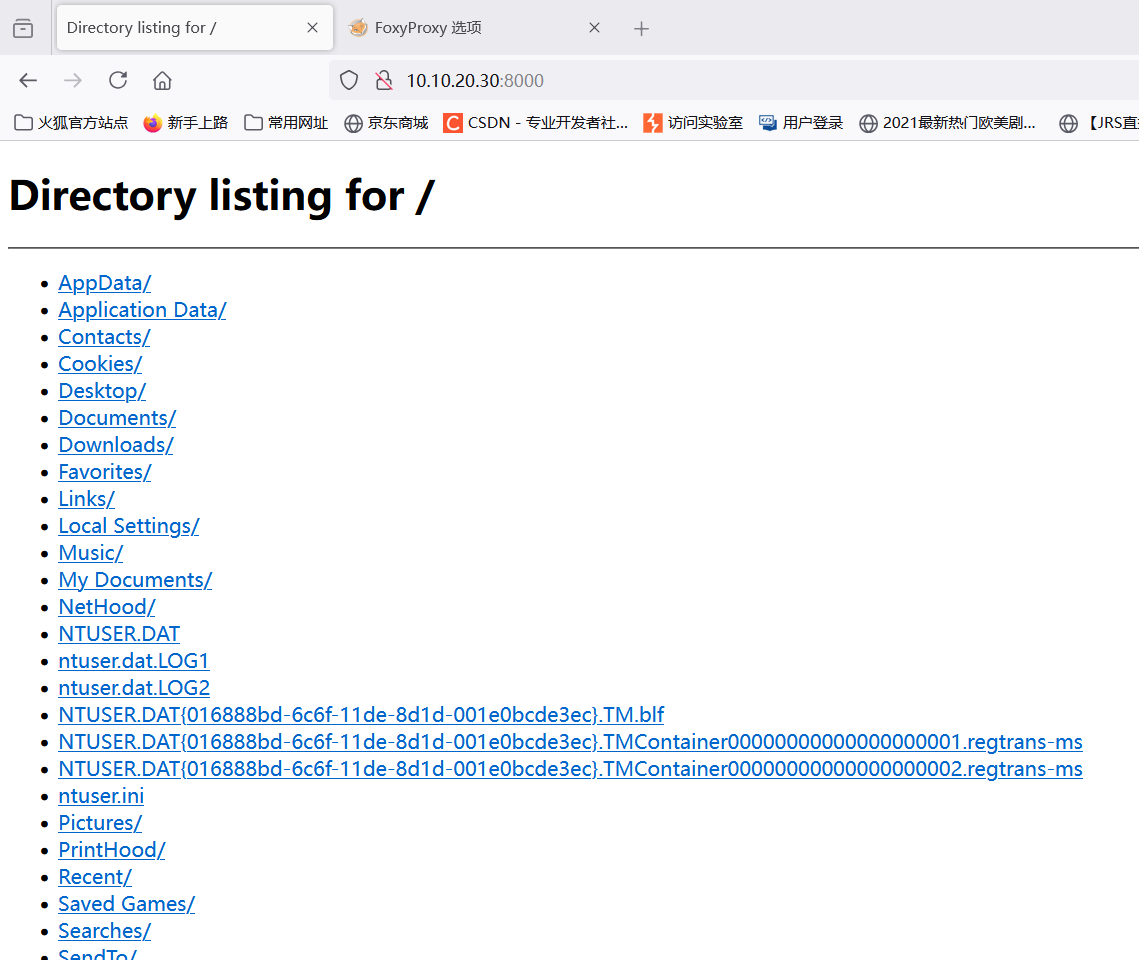 Directory listing for / FoxyProxy 选项
10.10.20.30:8000
火狐官方站点 新手上路 常用网址 京东商城 CSDN - 专业开发者社... 访问实验室 用户登录 2021最新热门欧美剧... 【JRS直
Directory listing for /
AppData/
Application Data/
Contacts/
Cookies/
Desktop/
Documents/
Downloads/
Favorites/
Links/
Local Settings/
Music/
My Documents/
NetHood/
NTUSER.DAT
ntuser.dat.LOG1
ntuser.dat.LOG2
NTUSER.DAT{016888bd-6c6f-11de-8d1d-001e0bcde3ec}.TM.blf
NTUSER.DAT{016888bd-6c6f-11de-8d1d-001e0bcde3ec}.TMContainer00000000000000000001.regtrans-ms
NTUSER.DAT{016888bd-6c6f-11de-8d1d-001e0bcde3ec}.TMContainer00000000000000000002.regtrans-ms
ntuser.ini
Pictures/
PrintHood/
Recent/
Saved Games/
Searches/
SendTo/